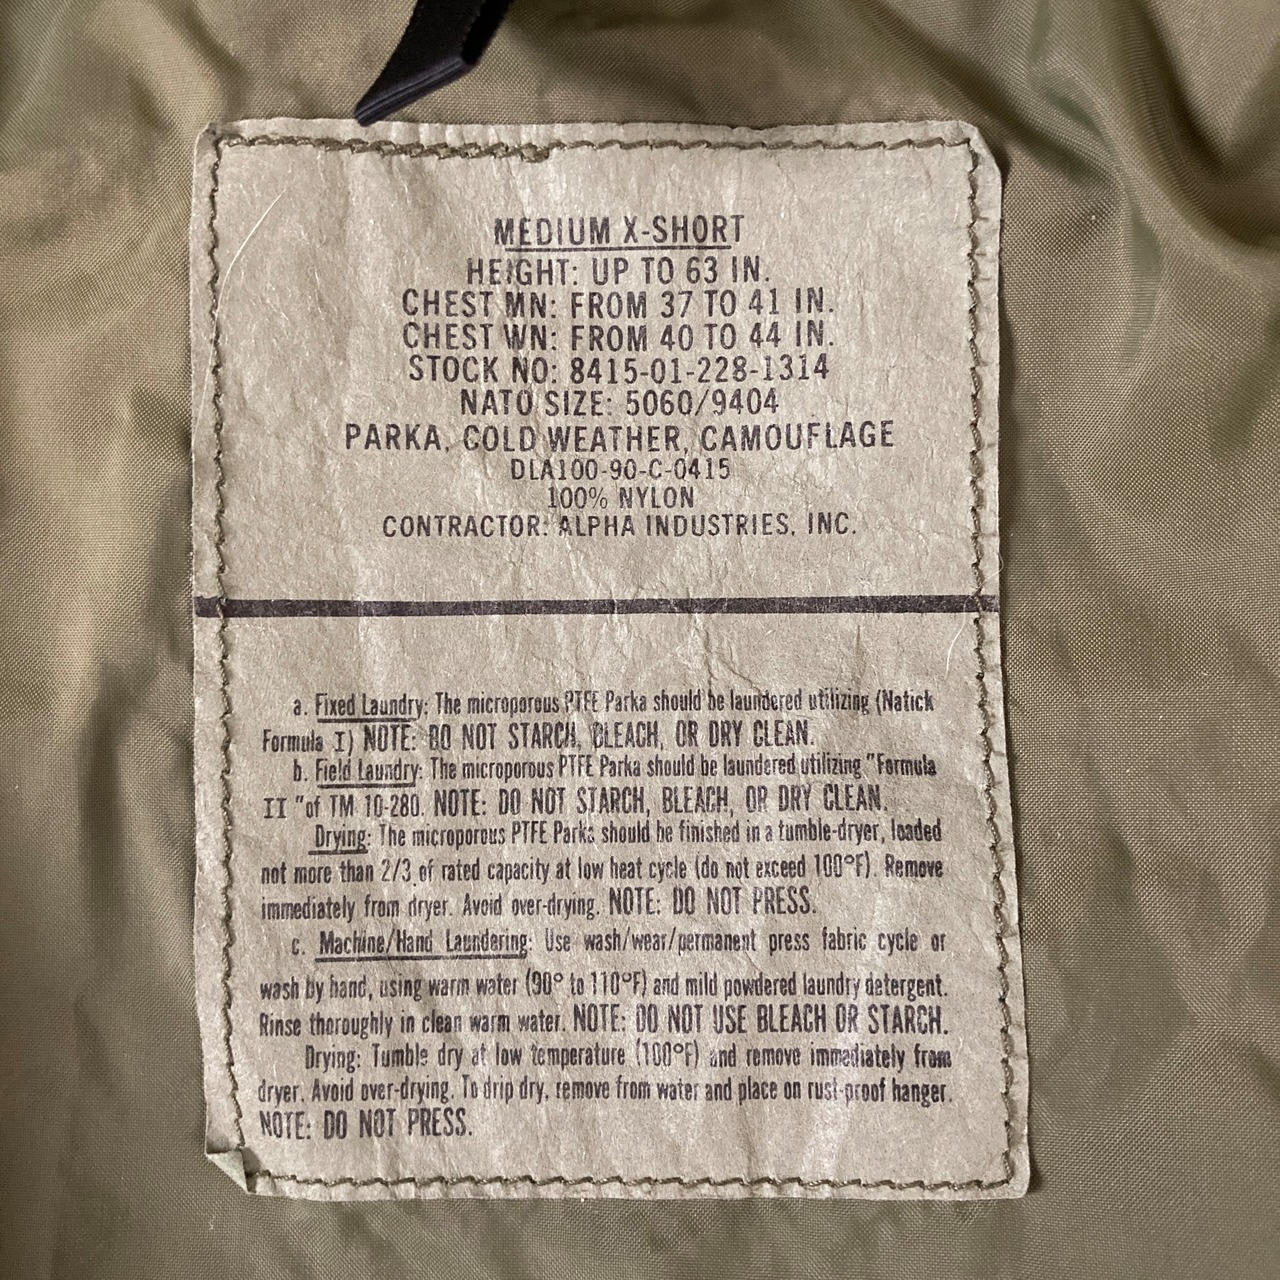 MEDIUM X-SHORT
HEIGHT: UP TO 63 IN.
CHEST MN: FROM 37 TO 41 IN.
CHEST WN: FROM 40 TO 44 IN.
STOCK NO: 8415-01-228-1314
NATO SIZE: 5060/9404
PARKA, COLD WEATHER, CAMOUFLAGE
DLA100-90-C-0415
100% NYLON
CONTRACTOR: ALPHA INDUSTRIES, INC.
a. Fixed Laundry: The microporous PTFE Parka should be laundered utilizing (Natick
Formula I) NOTE: DO NOT STARCH, BLEACH, OR DRY CLEAN.
b. Field Laundry: The microporous PTFE Parka should be laundered utilizing "Formula
II "of TM 10-280. NOTE: DO NOT STARCH, BLEACH, OR DRY CLEAN.
Drying: The microporous PTFE Parka should be finished in a tumble-dryer, loaded
not more than 2/3 of rated capacity at low heat cycle (do not exceed 100°F). Remove
immediately from dryer. Avoid over-drying. NOTE: DO NOT PRESS.
c. Machine/Hand Laundering: Use wash/wear/permanent press fabric cycle or
wash by hand, using warm water (90° to 110°F) and mild powdered laundry detergent.
Rinse thoroughly in clean warm water. NOTE: DO NOT USE BLEACH OR STARCH.
Drying: Tumble dry at low temperature (100°F) and remove immediately from
dryer. Avoid over-drying. To drip dry, remove from water and place on rust-proof hanger.
NOTE: DO NOT PRESS.